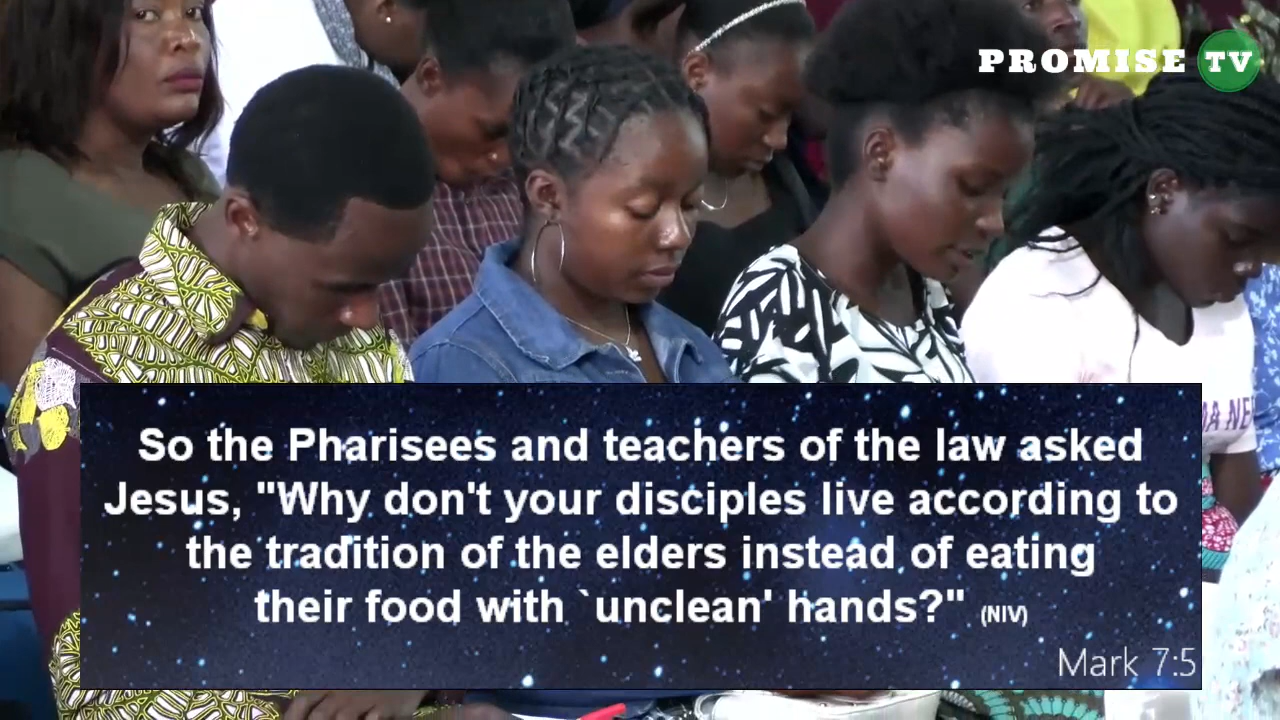 PROMISE TV
So the Pharisees and teachers of the law asked
Jesus, "Why don't your disciples live according to
the tradition of the elders instead of eating
their food with `unclean' hands?" (NIV)
Mark 7:5